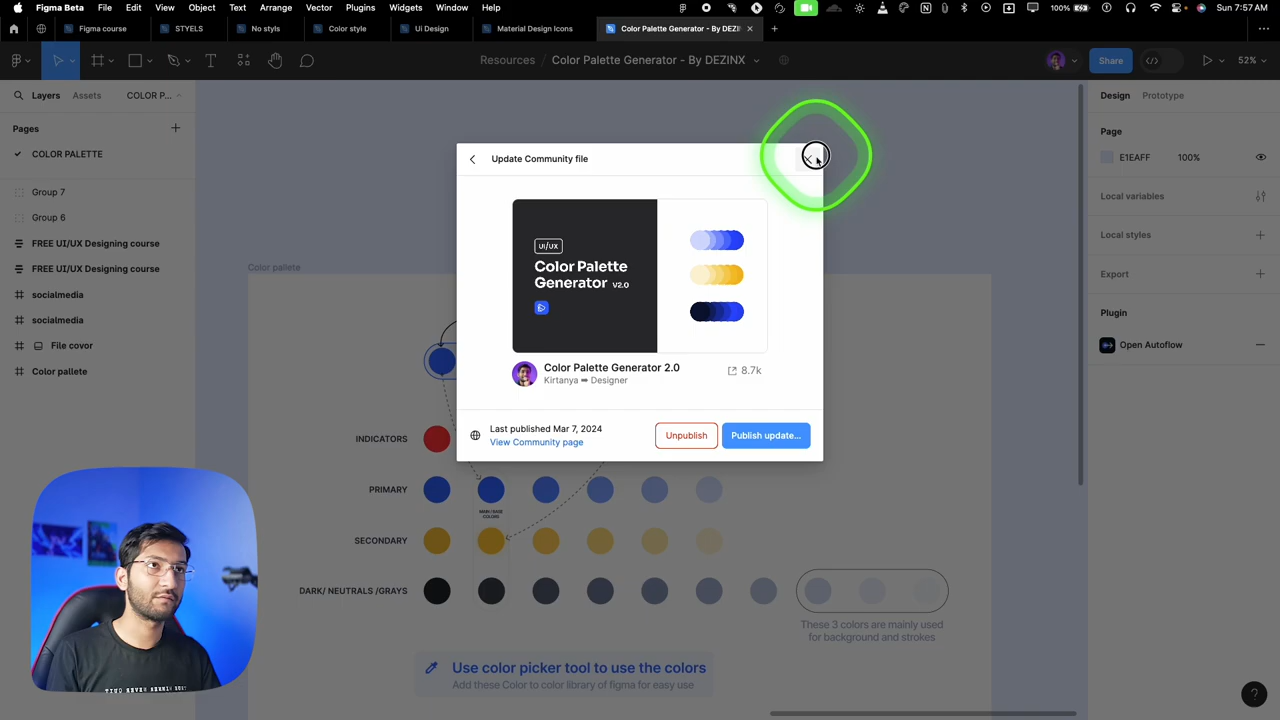 Figma Beta File Edit View Object Text Arrange Vector Plugins Widgets Window Help 100% Sun 7:57 AM
Figma course STYELS No styls Color style Ui Design Material Design Icons Color Palette Generator - By DEZIN
Resources / Color Palette Generator - By DEZINX Share 52%
Layers Assets COLOR P... Design Prototype
Pages
COLOR PALETTE
Group 7
Group 6
FREE UI/UX Designing course
FREE UI/UX Designing course
socialmedia
socialmedia
File covor
Color pallete
Color pallete
Update Community file
UI/UX
Color Palette
Generator V2.0
Color Palette Generator 2.0
Kirtanya ➡ Designer
8.7k
Last published Mar 7, 2024
View Community page
Unpublish
Publish update...
INDICATORS
PRIMARY
MAIN / BASE
COLORS
SECONDARY
DARK/ NEUTRALS /GRAYS
These 3 colors are mainly used
for background and strokes
Use color picker tool to use the colors
Add these Color to color library of figma for easy use
Page
E1EAFF 100%
Local variables
Local styles
Export
Plugin
Open Autoflow
?